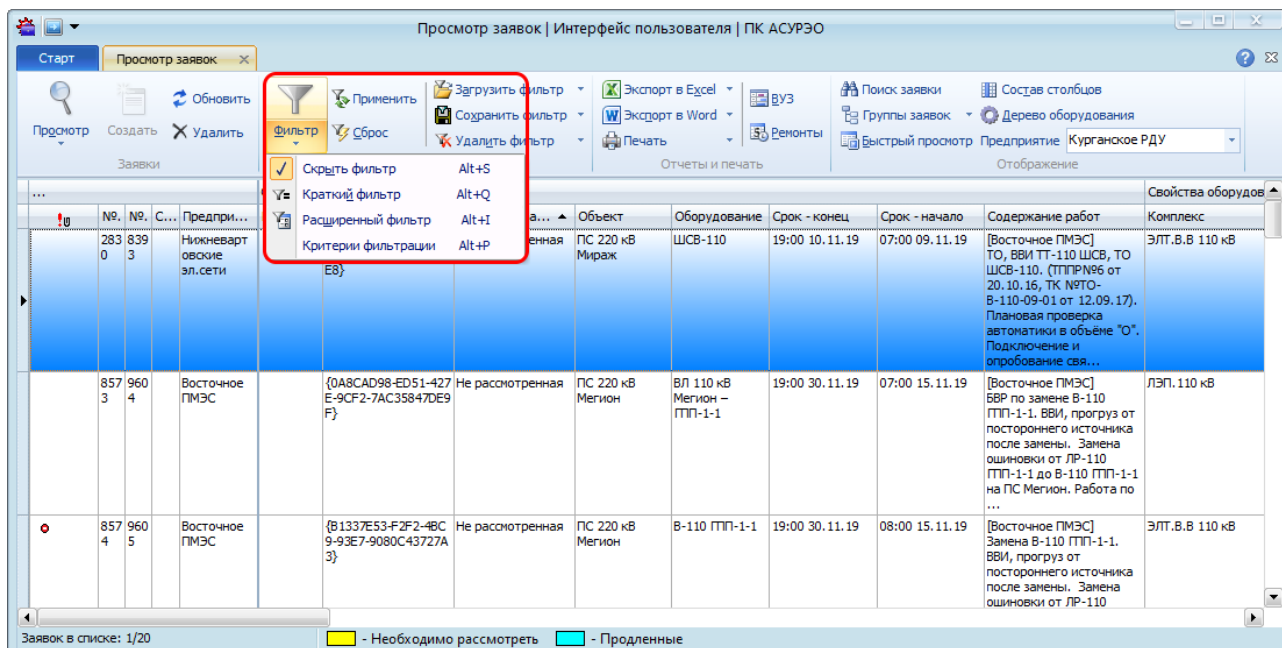 Просмотр заявок | Интерфейс пользователя | ПК АСУРЭО
Старт Просмотр заявок
Просмотр Создать Обновить Удалить
Заявки
Фильтр Применить Сброс
Загрузить фильтр
Сохранить фильтр
Удалить фильтр
Экспорт в Excel
Экспорт в Word
Печать
ВУЗ
Ремонты
Отчеты и печать
Поиск заявки
Группы заявок
Быстрый просмотр
Состав столбцов
Дерево оборудования
Предприятие Курганское РДУ
Отображение
Скрыть фильтр Alt+S
Краткий фильтр Alt+Q
Расширенный фильтр Alt+I
Критерии фильтрации Alt+P
... Свойства оборудов
№. №. С... Предпри... а... Объект Оборудование Срок - конец Срок - начало Содержание работ Комплекс
283
0
839
3
Нижневарт
овские
эл.сети
E8}
енная
ПС 220 кВ
Мираж
ШСВ-110
19:00 10.11.19
07:00 09.11.19
[Восточное ПМЭС]
ТО, ВВИ ТТ-110 ШСВ, ТО
ШСВ-110. (ТППР№6 от
20.10.16, ТК №ТО-
В-110-09-01 от 12.09.17).
Плановая проверка
автоматики в объёме "О".
Подключение и
опробование свя...
ЭЛТ.В.В 110 кВ
857
3
960
4
Восточное
ПМЭС
{0A8CAD98-ED51-427
E-9CF2-7AC35847DE9
F}
Не рассмотренная
ПС 220 кВ
Мегион
ВЛ 110 кВ
Мегион –
ГПП-1-1
19:00 30.11.19
07:00 15.11.19
[Восточное ПМЭС]
БВР по замене В-110
ГПП-1-1. ВВИ, прогруз от
постороннего источника
после замены. Замена
ошиновки от ЛР-110
ГПП-1-1 до В-110 ГПП-1-1
на ПС Мегион. Работа по
...
ЛЭП.110 кВ
857
4
960
5
Восточное
ПМЭС
{B1337E53-F2F2-4BC
9-93E7-9080C43727A
3}
Не рассмотренная
ПС 220 кВ
Мегион
В-110 ГПП-1-1
19:00 30.11.19
08:00 15.11.19
[Восточное ПМЭС]
Замена В-110 ГПП-1-1.
ВВИ, прогруз от
постороннего источника
после замены. Замена
ошиновки от ЛР-110
ЭЛТ.В.В 110 кВ
Заявок в списке: 1/20
- Необходимо рассмотреть - Продленные